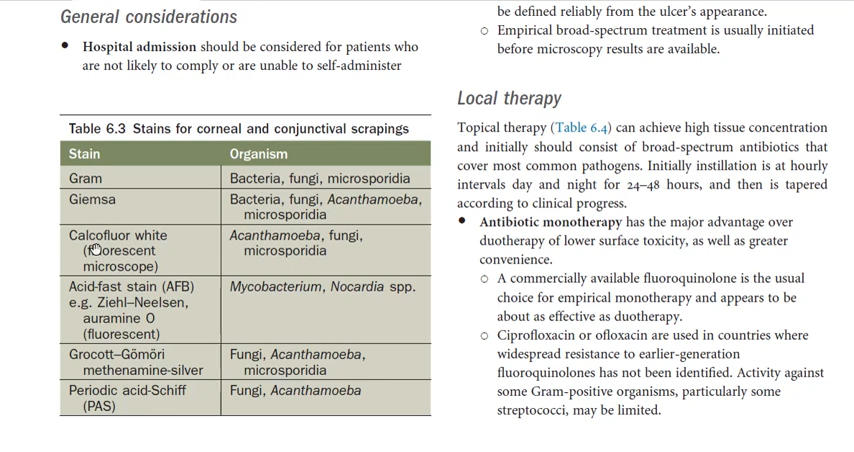 General considerations
• Hospital admission should be considered for patients who
are not likely to comply or are unable to self-administer
Table 6.3 Stains for corneal and conjunctival scrapings
Stain Organism
Gram Bacteria, fungi, microsporidia
Giemsa Bacteria, fungi, Acanthamoeba,
microsporidia
Calcofluor white Acanthamoeba, fungi,
(fluorescent microsporidia
microscope)
Acid-fast stain (AFB) Mycobacterium, Nocardia spp.
e.g. Ziehl–Neelsen,
auramine O
(fluorescent)
Grocott–Gömöri Fungi, Acanthamoeba,
methenamine-silver microsporidia
Periodic acid-Schiff Fungi, Acanthamoeba
(PAS)
be defined reliably from the ulcer’s appearance.
○ Empirical broad-spectrum treatment is usually initiated
before microscopy results are available.
Local therapy
Topical therapy (Table 6.4) can achieve high tissue concentration
and initially should consist of broad-spectrum antibiotics that
cover most common pathogens. Initially instillation is at hourly
intervals day and night for 24–48 hours, and then is tapered
according to clinical progress.
• Antibiotic monotherapy has the major advantage over
duotherapy of lower surface toxicity, as well as greater
convenience.
○ A commercially available fluoroquinolone is the usual
choice for empirical monotherapy and appears to be
about as effective as duotherapy.
○ Ciprofloxacin or ofloxacin are used in countries where
widespread resistance to earlier-generation
fluoroquinolones has not been identified. Activity against
some Gram-positive organisms, particularly some
streptococci, may be limited.